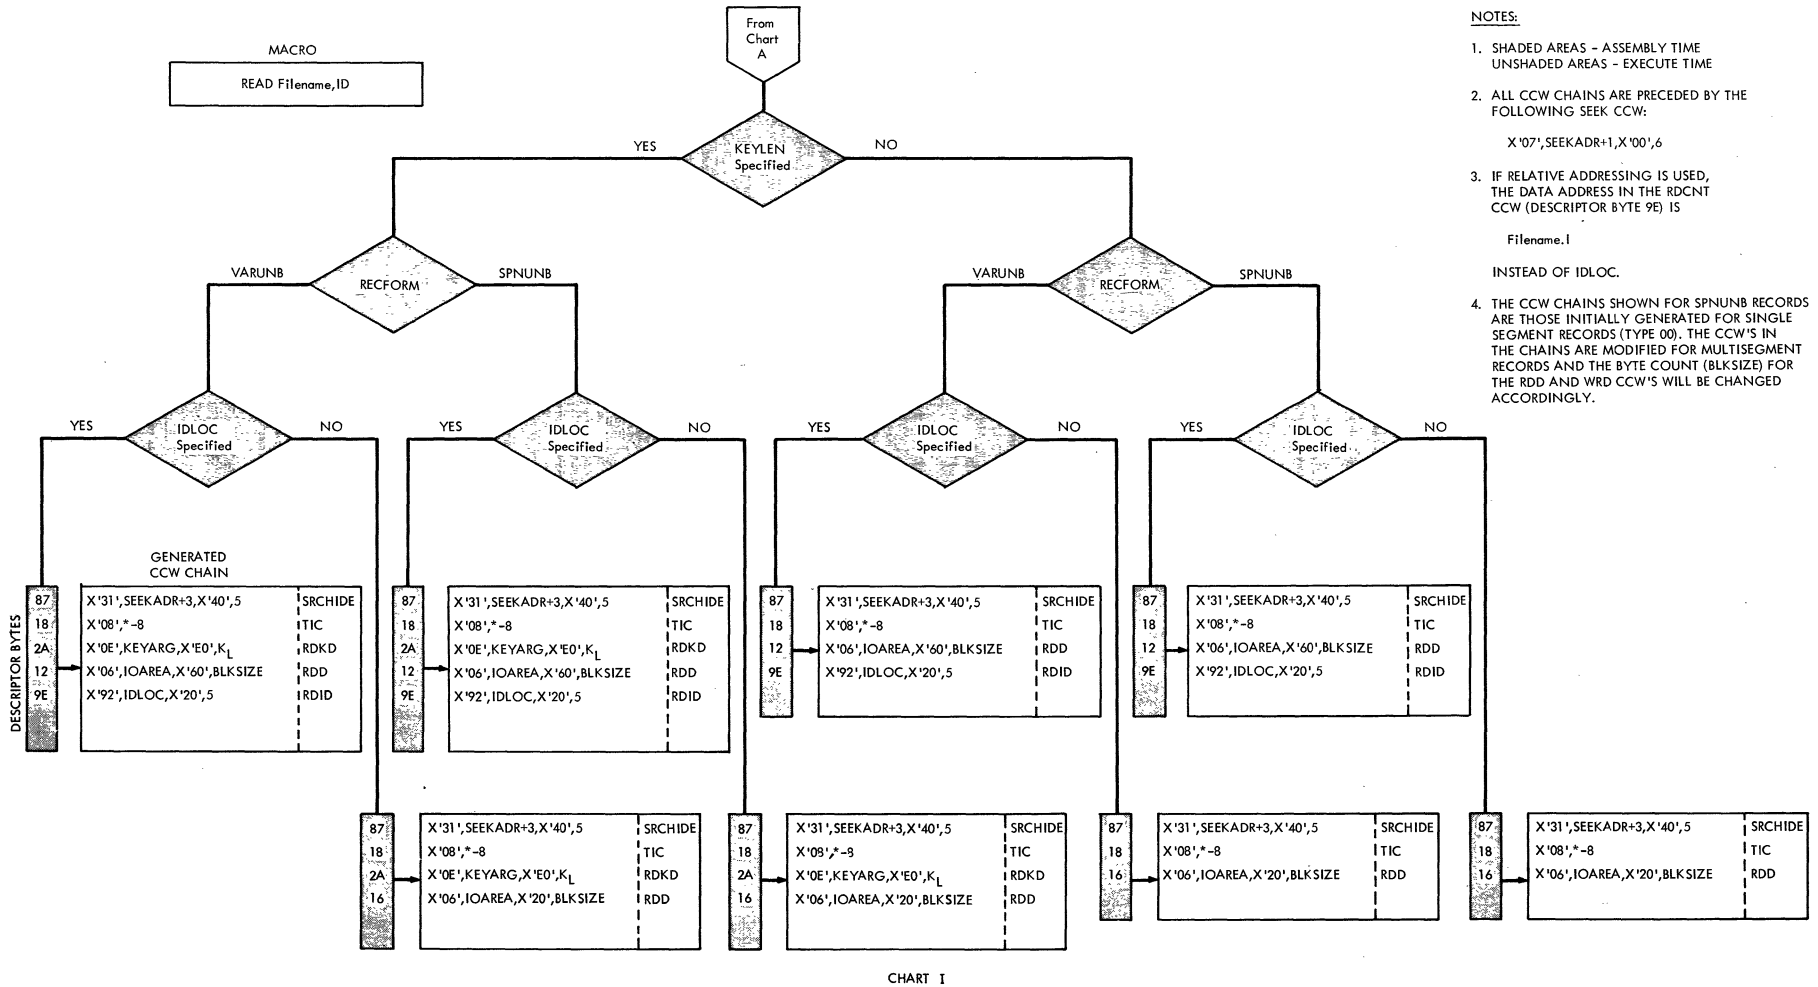 From
Chart
A
MACRO
READ Filename,ID
KEYLEN
Specified
YES
NO
RECFORM
VARUNB
SPNUNB
RECFORM
VARUNB
SPNUNB
IDLOC
Specified
YES
NO
IDLOC
Specified
YES
NO
IDLOC
Specified
YES
NO
IDLOC
Specified
YES
NO
NOTES:
1. SHADED AREAS - ASSEMBLY TIME
UNSHADED AREAS - EXECUTE TIME
2. ALL CCW CHAINS ARE PRECEDED BY THE
FOLLOWING SEEK CCW:
X'07',SEEKADR+1,X'00',6
3. IF RELATIVE ADDRESSING IS USED,
THE DATA ADDRESS IN THE RDCNT
CCW (DESCRIPTOR BYTE 9E) IS
Filename.I
INSTEAD OF IDLOC.
4. THE CCW CHAINS SHOWN FOR SPNUNB RECORDS
ARE THOSE INITIALLY GENERATED FOR SINGLE
SEGMENT RECORDS (TYPE 00). THE CCW'S IN
THE CHAINS ARE MODIFIED FOR MULTISEGMENT
RECORDS AND THE BYTE COUNT (BLKSIZE) FOR
THE RDD AND WRD CCW'S WILL BE CHANGED
ACCORDINGLY.
GENERATED
CCW CHAIN
DESCRIPTOR BYTES
87 X'31',SEEKADR+3,X'40',5 SRCHIDE
18 X'08',*-8 TIC
2A X'0E',KEYARG,X'E0',KL RDKD
12 X'06',IOAREA,X'60',BLKSIZE RDD
9E X'92',IDLOC,X'20',5 RDID
87 X'31',SEEKADR+3,X'40',5 SRCHIDE
18 X'08',*-8 TIC
2A X'0E',KEYARG,X'E0',KL RDKD
12 X'06',IOAREA,X'60',BLKSIZE RDD
9E X'92',IDLOC,X'20',5 RDID
87 X'31',SEEKADR+3,X'40',5 SRCHIDE
18 X'08',*-8 TIC
12 X'06',IOAREA,X'60',BLKSIZE RDD
9E X'92',IDLOC,X'20',5 RDID
87 X'31',SEEKADR+3,X'40',5 SRCHIDE
18 X'08',*-8 TIC
12 X'06',IOAREA,X'60',BLKSIZE RDD
9E X'92',IDLOC,X'20',5 RDID
87 X'31',SEEKADR+3,X'40',5 SRCHIDE
18 X'08',*-8 TIC
2A X'0E',KEYARG,X'E0',KL RDKD
16 X'06',IOAREA,X'20',BLKSIZE RDD
87 X'31',SEEKADR+3,X'40',5 SRCHIDE
18 X'08',*-8 TIC
2A X'0E',KEYARG,X'E0',KL RDKD
16 X'06',IOAREA,X'20',BLKSIZE RDD
87 X'31',SEEKADR+3,X'40',5 SRCHIDE
18 X'08',*-8 TIC
16 X'06',IOAREA,X'20',BLKSIZE RDD
87 X'31',SEEKADR+3,X'40',5 SRCHIDE
18 X'08',*-8 TIC
16 X'06',IOAREA,X'20',BLKSIZE RDD
CHART I